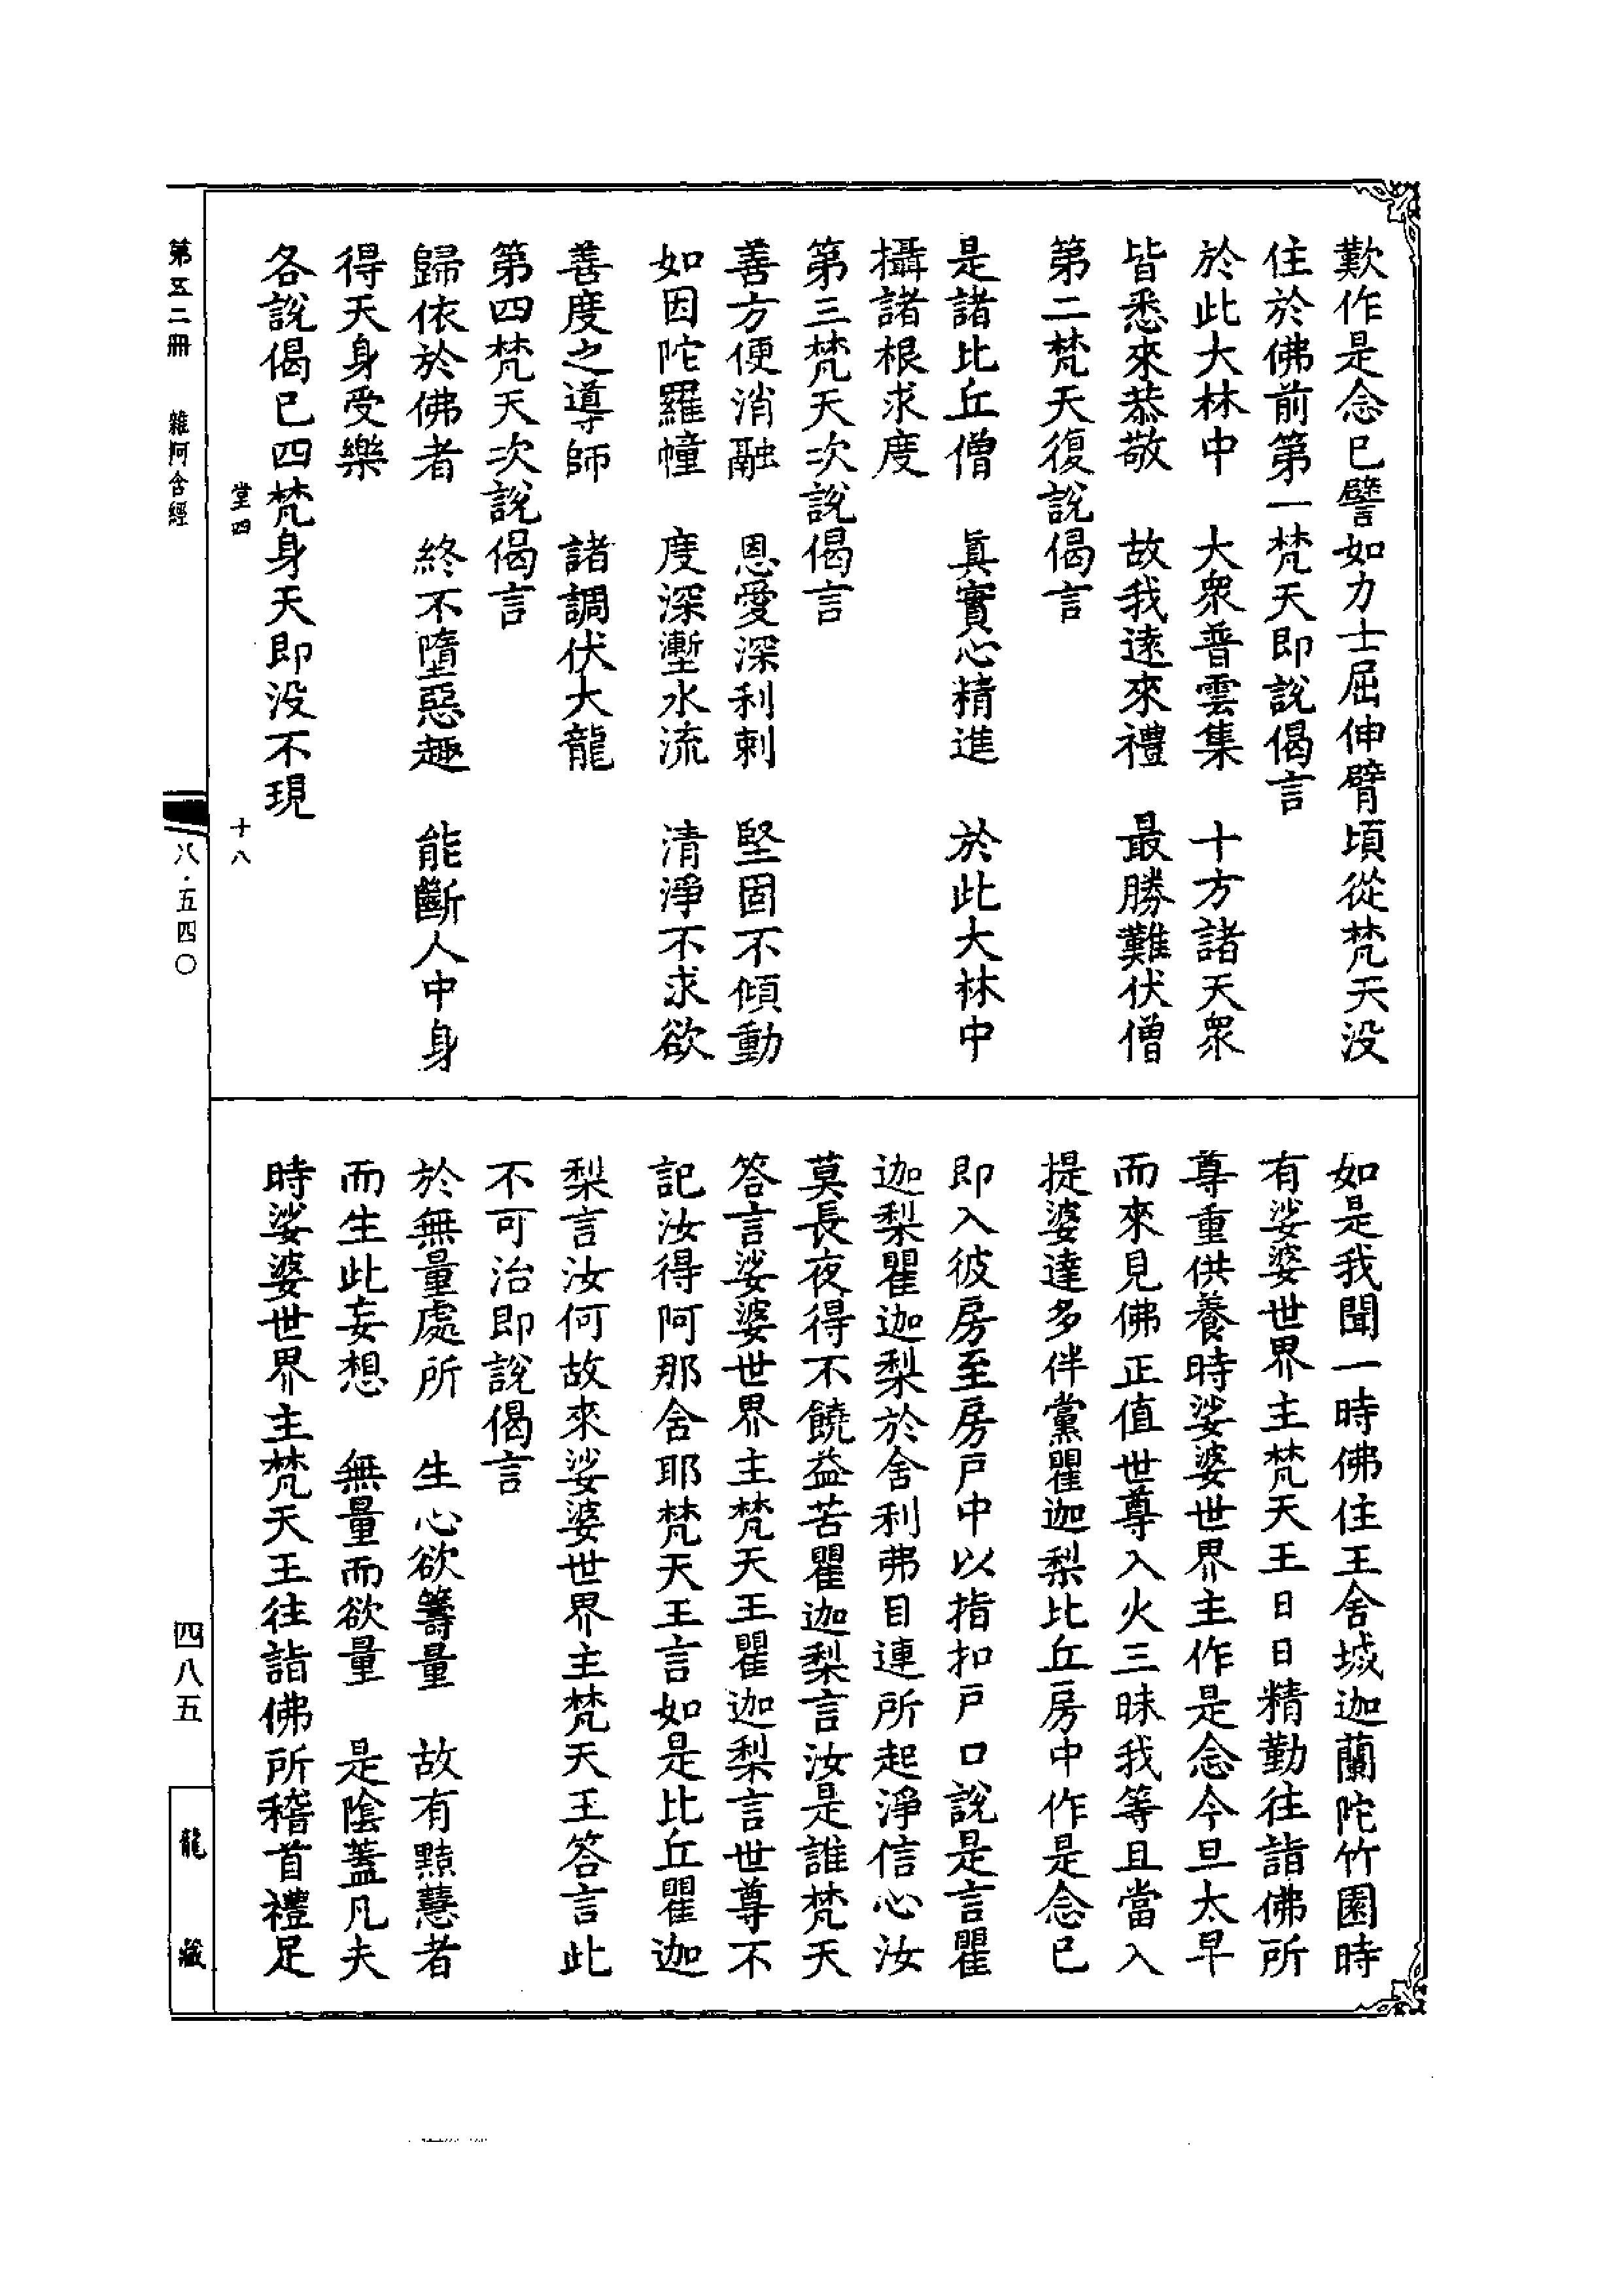 歎作是念已譬如力士屈伸臂頃從梵天没
住於佛前第一梵天即說偈言
於此大林中　大衆普雲集　十方諸天衆
皆悉來恭敬　故我遠來禮　最勝難伏僧
第二梵天復說偈言
是諸比丘僧　眞實心精進　於此大林中
攝諸根求度
第三梵天次說偈言
善方便消融　恩愛深利刺　堅固不傾動
如因陀羅幢　度深塹水流　清淨不求欲
善度之導師　諸調伏大龍
第四梵天次說偈言
歸依於佛者　終不墮惡趣　能斷人中身
得天身受樂
各說偈已四梵身天即没不現
堂四　十八
如是我聞一時佛住王舍城迦蘭陀竹園時
有娑婆世界主梵天王日日精勤往詣佛所
尊重供養時娑婆世界主作是念今旦太早
而來見佛正值世尊入火三昧我等且當入
提婆達多伴黨瞿迦梨比丘房中作是念已
即入彼房至房戸中以指扣戸口說是言瞿
迦梨瞿迦梨於舍利弗目連所起淨信心汝
莫長夜得不饒益苦瞿迦梨言汝是誰梵天
答言娑婆世界主梵天王瞿迦梨言世尊不
記汝得阿那舍耶梵天王言如是比丘瞿迦
梨言汝何故來娑婆世界主梵天王答言此
不可治即說偈言
於無量處所　生心欲籌量　故有黠慧者
而生此妄想　無量而欲量　是陰蓋凡夫
時娑婆世界主梵天王往詣佛所稽首禮足
第五二冊　雜阿含經
八·五四〇
四八五
龍藏